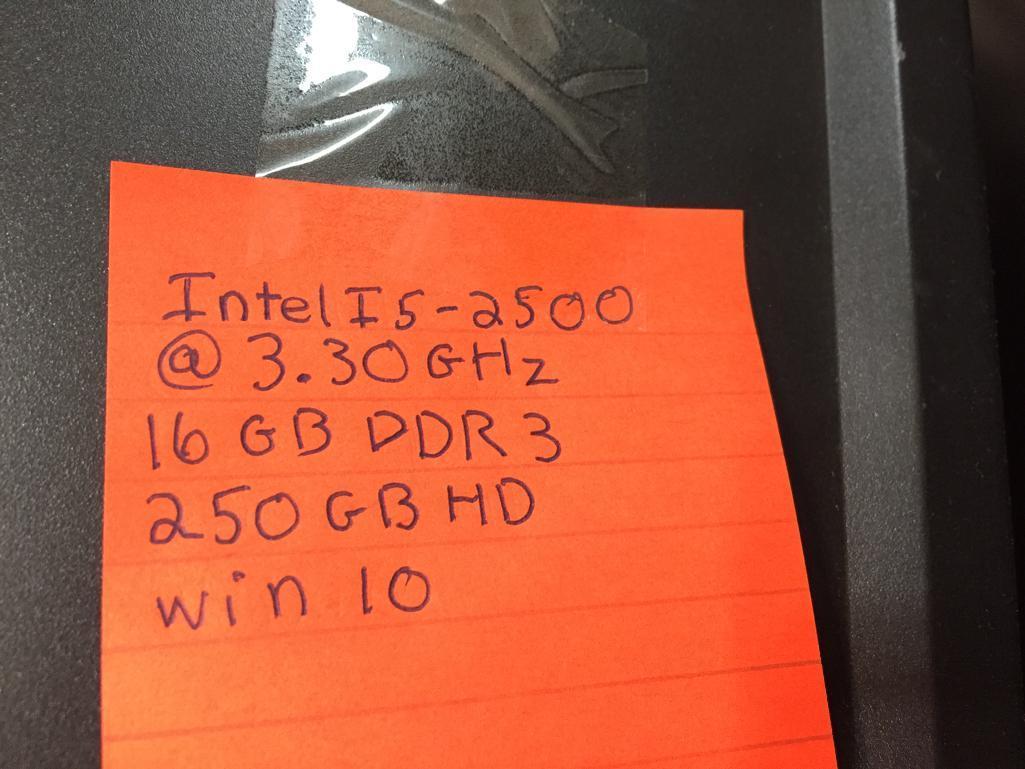 Intel I5-2500
@ 3.30 GHz
16 GB DDR 3
250 GB HD
win 10